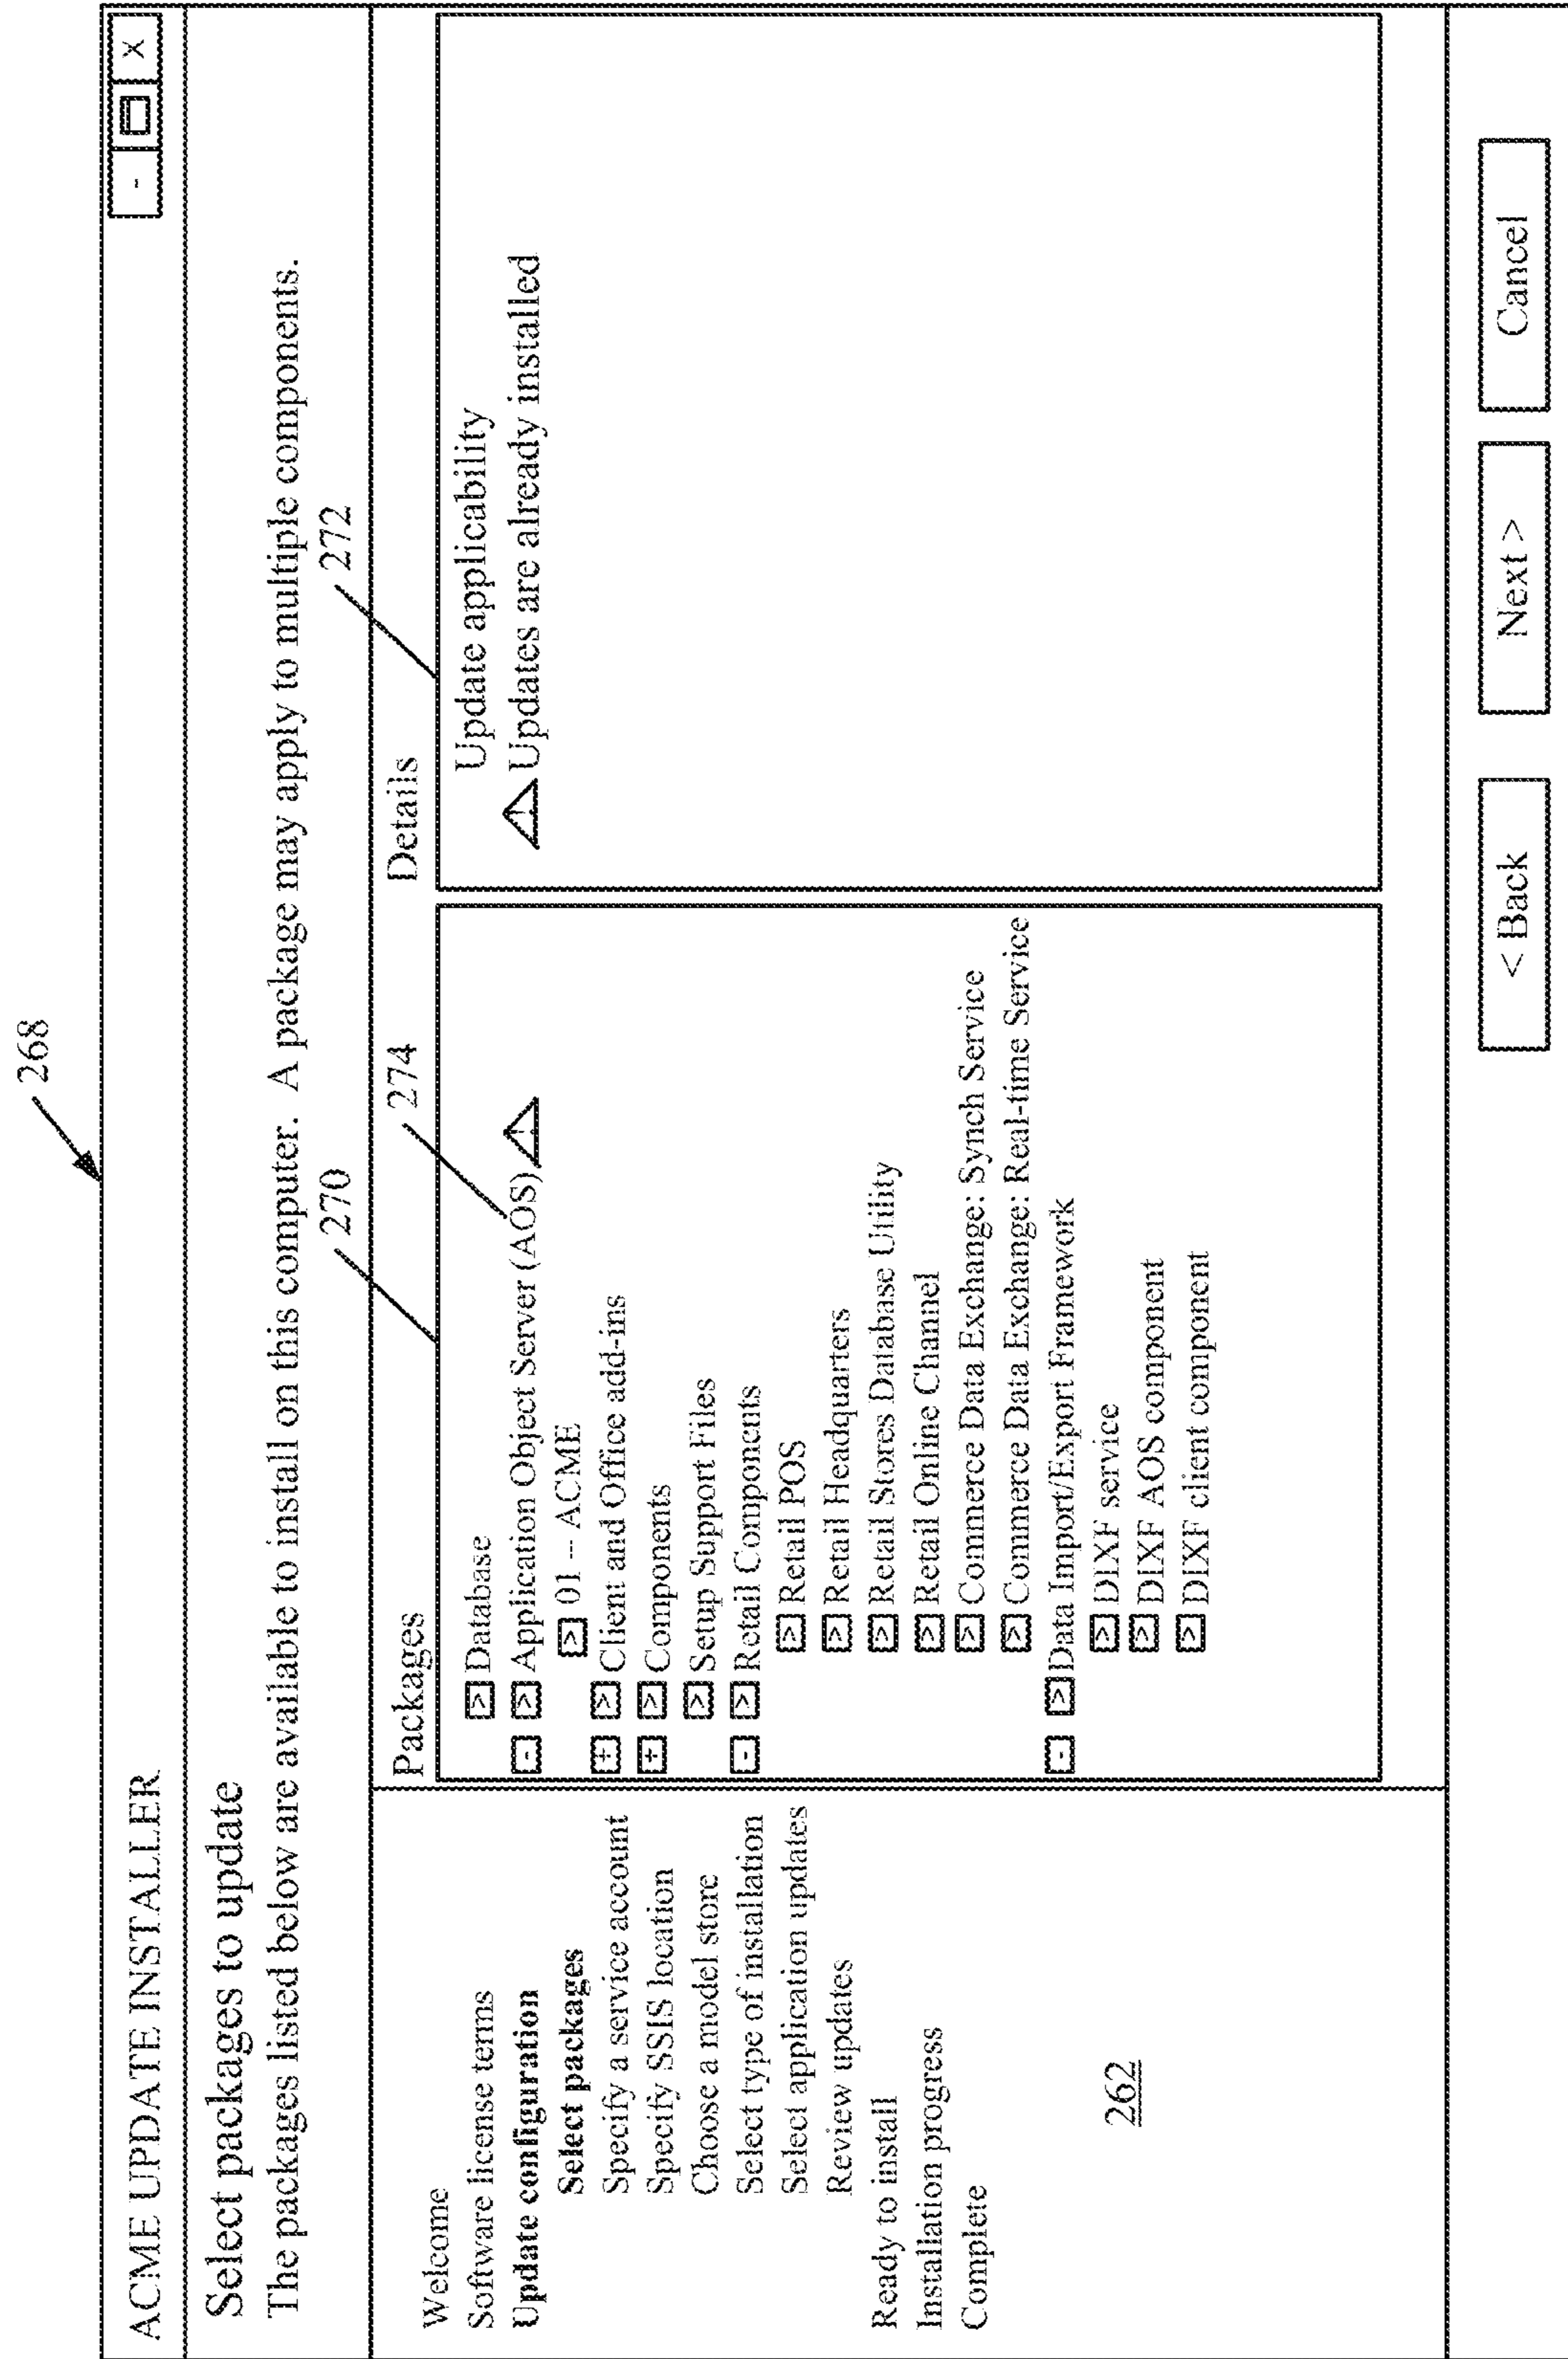 268
ACME UPDATE INSTALLER
- X
Select packages to update
The packages listed below are available to install on this computer. A package may apply to multiple components.
270
272
Welcome
Software license terms
Update configuration
Select packages
Specify a service account
Specify SSIS location
Choose a model store
Select type of installation
Select application updates
Review updates
Ready to install
Installation progress
Complete
262
Packages
274
> Database
- > Application Object Server (AOS) !
> 01 -- ACME
+ > Client and Office add-ins
+ > Components
> Setup Support Files
- > Retail Components
> Retail POS
> Retail Headquarters
> Retail Stores Database Utility
> Retail Online Channel
> Commerce Data Exchange: Synch Service
> Commerce Data Exchange: Real-time Service
- > Data Import/Export Framework
> DIXF service
> DIXF AOS component
> DIXF client component
Details
Update applicability
! Updates are already installed
< Back
Next >
Cancel